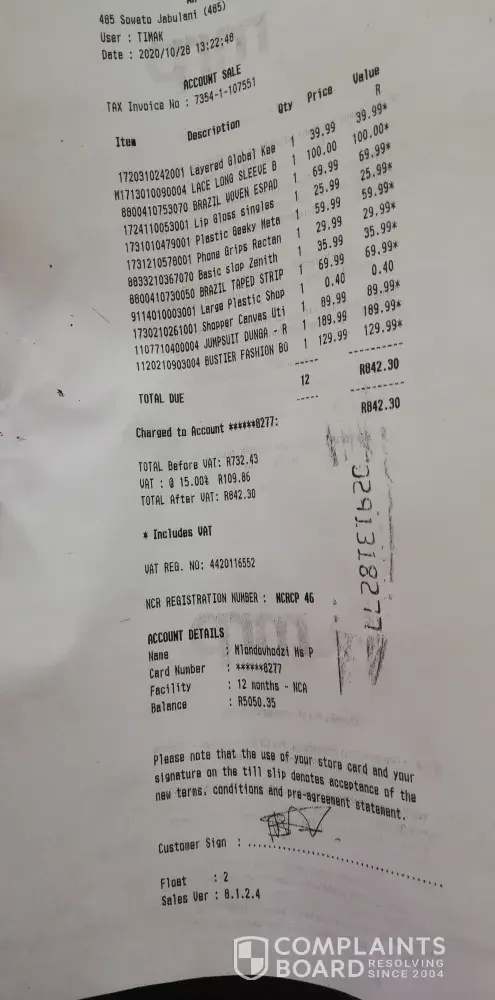 485 Soweto Jabulani (485)
User : TIMAK
Date : 2020/10/28 13:22:48
ACCOUNT SALE
TAX Invoice No : 7354-1-107551
Item Description Qty Price Value
R
1720310242001 Layered Global Kee 1 39.99 39.99*
M1713010090004 LACE LONG SLEEVE B 1 100.00 100.00*
8800410753070 BRAZIL WOVEN ESPAD 1 69.99 69.99*
1724110053001 Lip Gloss singles 1 25.99 25.99*
1731010479001 Plastic Geeky Meta 1 59.99 59.99*
1731210578001 Phone Grips Rectan 1 29.99 29.99*
8833210367070 Basic slop Zenith 1 35.99 35.99*
8800410730050 BRAZIL TAPED STRIP 1 69.99 69.99*
9114010003001 Large Plastic Shop 1 0.40 0.40
1730210261001 Shopper Canvas Uti 1 89.99 89.99*
1107710400004 JUMPSUIT DUNGA - R 1 189.99 189.99*
1120210903004 BUSTIER FASHION BO 1 129.99 129.99*
----- ----------
TOTAL DUE 12 R842.30
----- ----------
Charged to Account ******8277: R842.30
TOTAL Before VAT: R732.43
VAT : @ 15.00% R109.86
TOTAL After VAT: R842.30
* Includes VAT
VAT REG. NO: 4420116552
NCR REGISTRATION NUMBER : NCRCP 46
ACCOUNT DETAILS
Name : Mlondavhodzi Ms P
Card Number : ******8277
Facility : 12 months - NCA
Balance : R5050.35
Please note that the use of your store card and your
signature on the till slip denotes acceptance of the
new terms, conditions and pre-agreement statement.
Customer Sign : ..............................
Float : 2
Sales Ver : 8.1.2.4
COMPLAINTS
BOARD RESOLVING
SINCE 2004